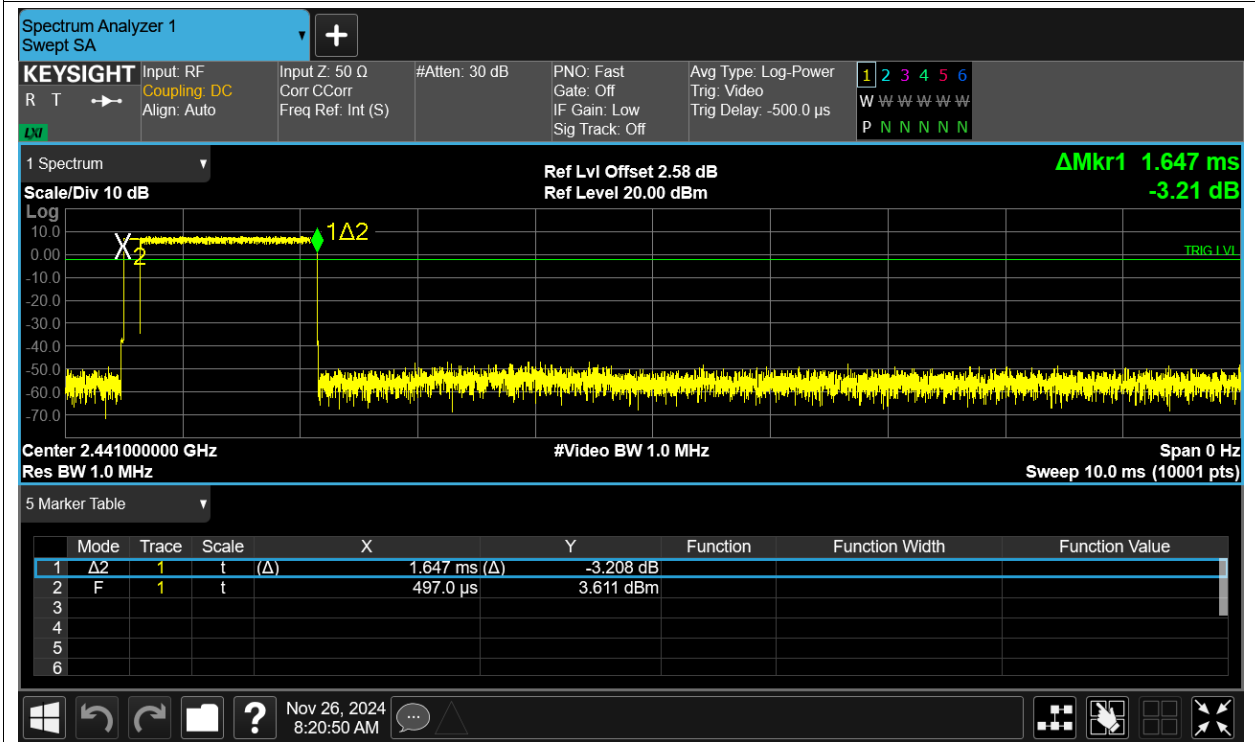 Spectrum Analyzer 1
Swept SA
+
KEYSIGHT
R T
LXI
Input: RF
Coupling: DC
Align: Auto
Input Z: 50 Ω
Corr CCorr
Freq Ref: Int (S)
#Atten: 30 dB
PNO: Fast
Gate: Off
IF Gain: Low
Sig Track: Off
Avg Type: Log-Power
Trig: Video
Trig Delay: -500.0 µs
1 2 3 4 5 6
W W W W W W
P N N N N N
1 Spectrum
Scale/Div 10 dB
Ref Lvl Offset 2.58 dB
Ref Level 20.00 dBm
ΔMkr1 1.647 ms
-3.21 dB
Log
10.0
0.00
-10.0
-20.0
-30.0
-40.0
-50.0
-60.0
-70.0
X2
1Δ2
TRIG LVL
Center 2.441000000 GHz
Res BW 1.0 MHz
#Video BW 1.0 MHz
Span 0 Hz
Sweep 10.0 ms (10001 pts)
5 Marker Table
Mode Trace Scale X Y Function Function Width Function Value
1 Δ2 1 t (Δ) 1.647 ms (Δ) -3.208 dB
2 F 1 t 497.0 µs 3.611 dBm
3
4
5
6
?
Nov 26, 2024
8:20:50 AM